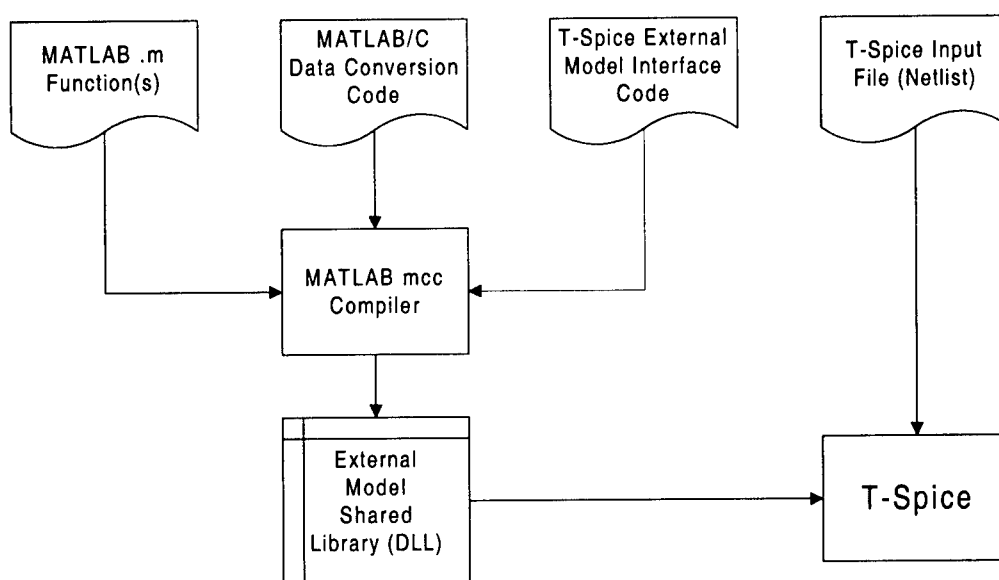 MATLAB .m
Function(s)
MATLAB/C
Data Conversion
Code
T-Spice External
Model Interface
Code
T-Spice Input
File (Netlist)
MATLAB mcc
Compiler
External
Model
Shared
Library (DLL)
T-Spice